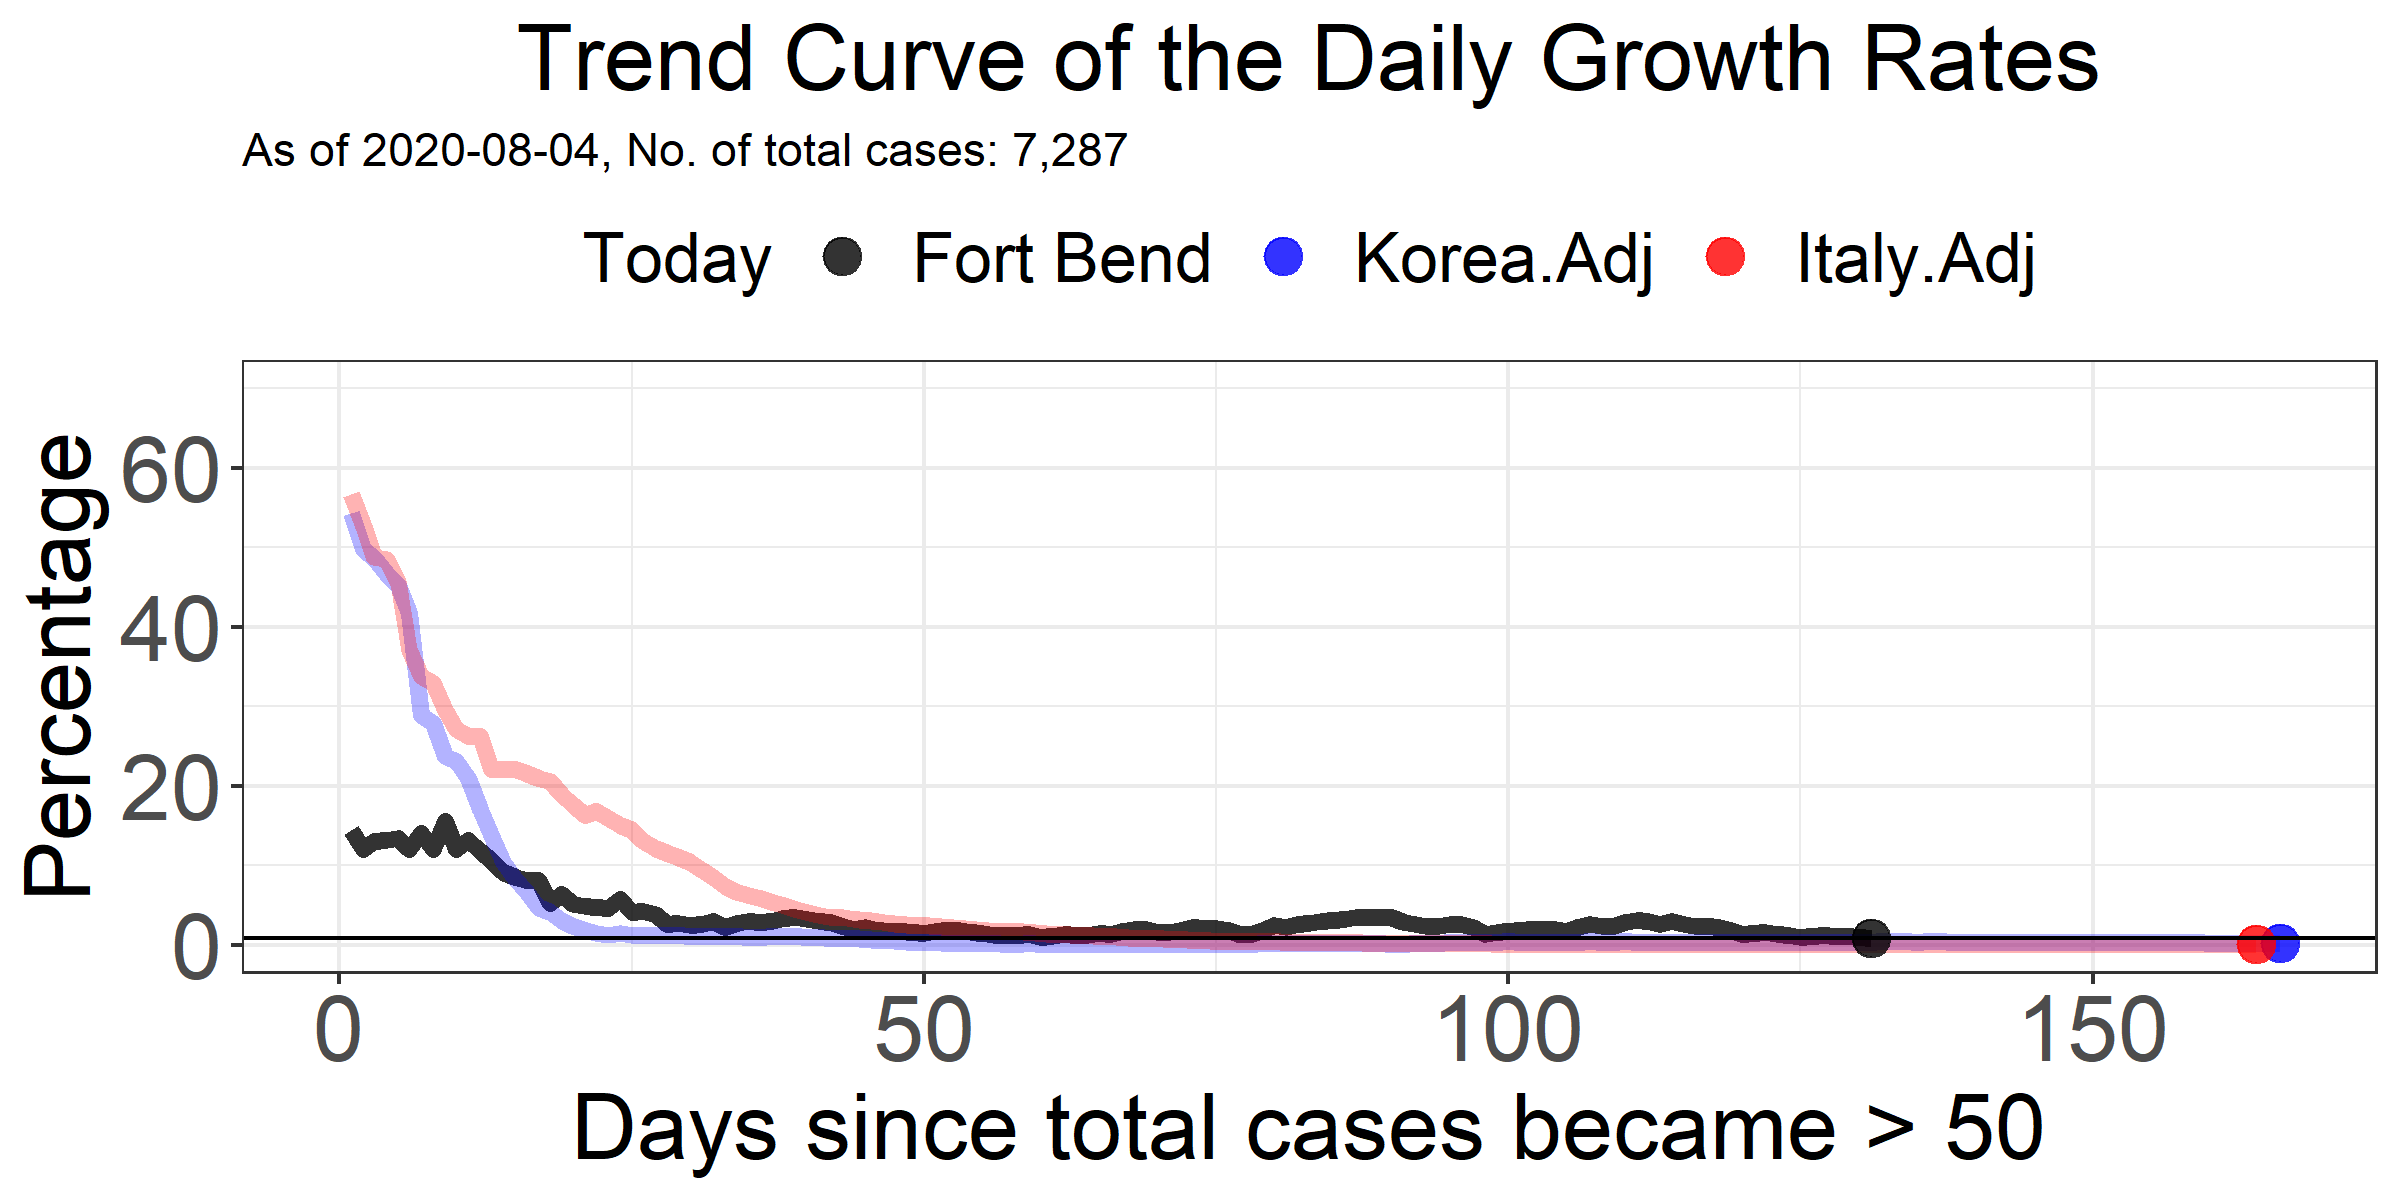 Trend Curve of the Daily Growth Rates
As of 2020-08-04, No. of total cases: 7,287
Today Fort Bend Korea.Adj Italy.Adj
Percentage
60
40
20
0
0 50 100 150
Days since total cases became > 50